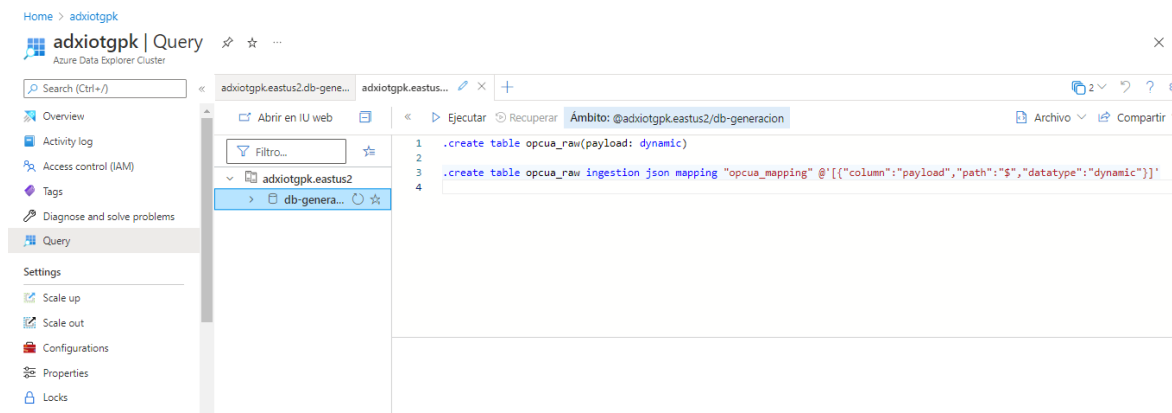 Home > adxiotgpk
adxiotgpk | Query
Azure Data Explorer Cluster
Search (Ctrl+/)
Overview
Activity log
Access control (IAM)
Tags
Diagnose and solve problems
Query
Settings
Scale up
Scale out
Configurations
Properties
Locks
adxiotgpk.eastus2.db-gene... adxiotgpk.eastus...
2
Abrir en IU web
Filtro...
adxiotgpk.eastus2
db-genera...
Ejecutar Recuperar Ámbito: @adxiotgpk.eastus2/db-generacion Archivo Compartir
1 .create table opcua_raw(payload: dynamic)
2
3 .create table opcua_raw ingestion json mapping "opcua_mapping" @'[{"column":"payload","path":"$","datatype":"dynamic"}]'
4